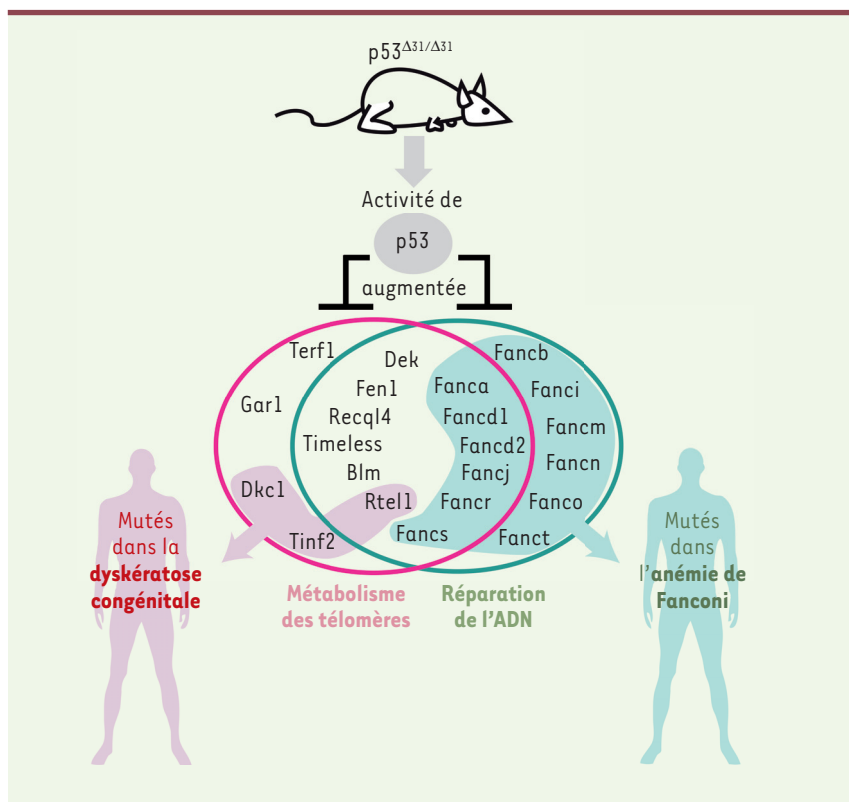 p53Δ31/Δ31
Activité de
p53
augmentée
Terf1
Gar1
Dkc1
Tinf2
Dek
Fen1
Recql4
Timeless
Blm
Rtel1
Fanca
Fancd1
Fancd2
Fancj
Fancr
Fancs
Fancb
Fanci
Fancm
Fancn
Fanco
Fanct
Mutés
dans la
dyskératose
congénitale
Métabolisme
des télomères
Réparation
de l'ADN
Mutés
dans
l'anémie de
Fanconi